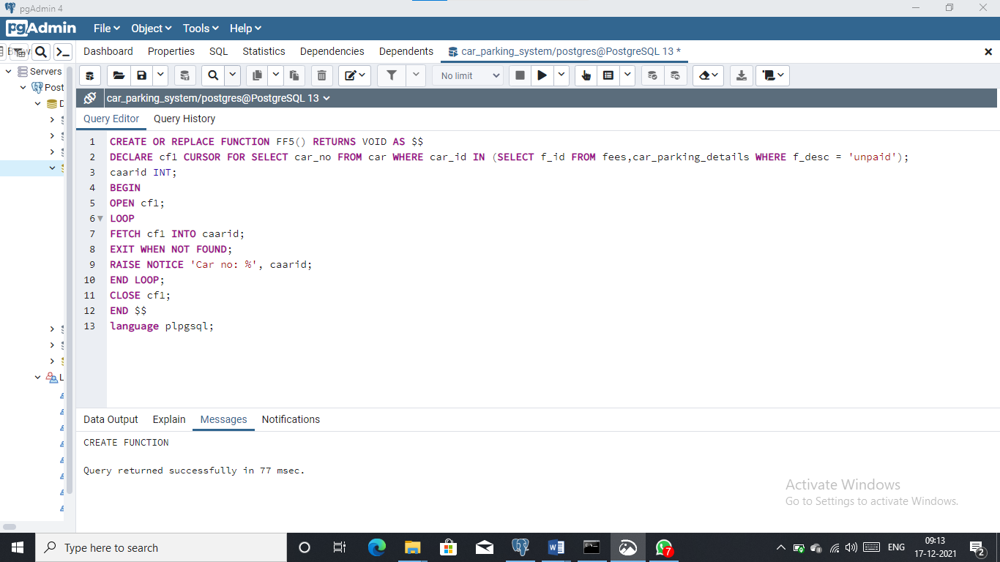 pgAdmin 4
pgAdmin
File Object Tools Help
Dashboard Properties SQL Statistics Dependencies Dependents car_parking_system/postgres@PostgreSQL 13 *
Servers
Post
No limit
car_parking_system/postgres@PostgreSQL 13
Query Editor Query History
1 CREATE OR REPLACE FUNCTION FF5() RETURNS VOID AS $$
2 DECLARE cf1 CURSOR FOR SELECT car_no FROM car WHERE car_id IN (SELECT f_id FROM fees,car_parking_details WHERE f_desc = 'unpaid');
3 caarid INT;
4 BEGIN
5 OPEN cf1;
6 LOOP
7 FETCH cf1 INTO caarid;
8 EXIT WHEN NOT FOUND;
9 RAISE NOTICE 'Car no: %', caarid;
10 END LOOP;
11 CLOSE cf1;
12 END $$
13 language plpgsql;
Data Output Explain Messages Notifications
CREATE FUNCTION
Query returned successfully in 77 msec.
Activate Windows
Go to Settings to activate Windows.
Type here to search
7
ENG
09:13
17-12-2021
2